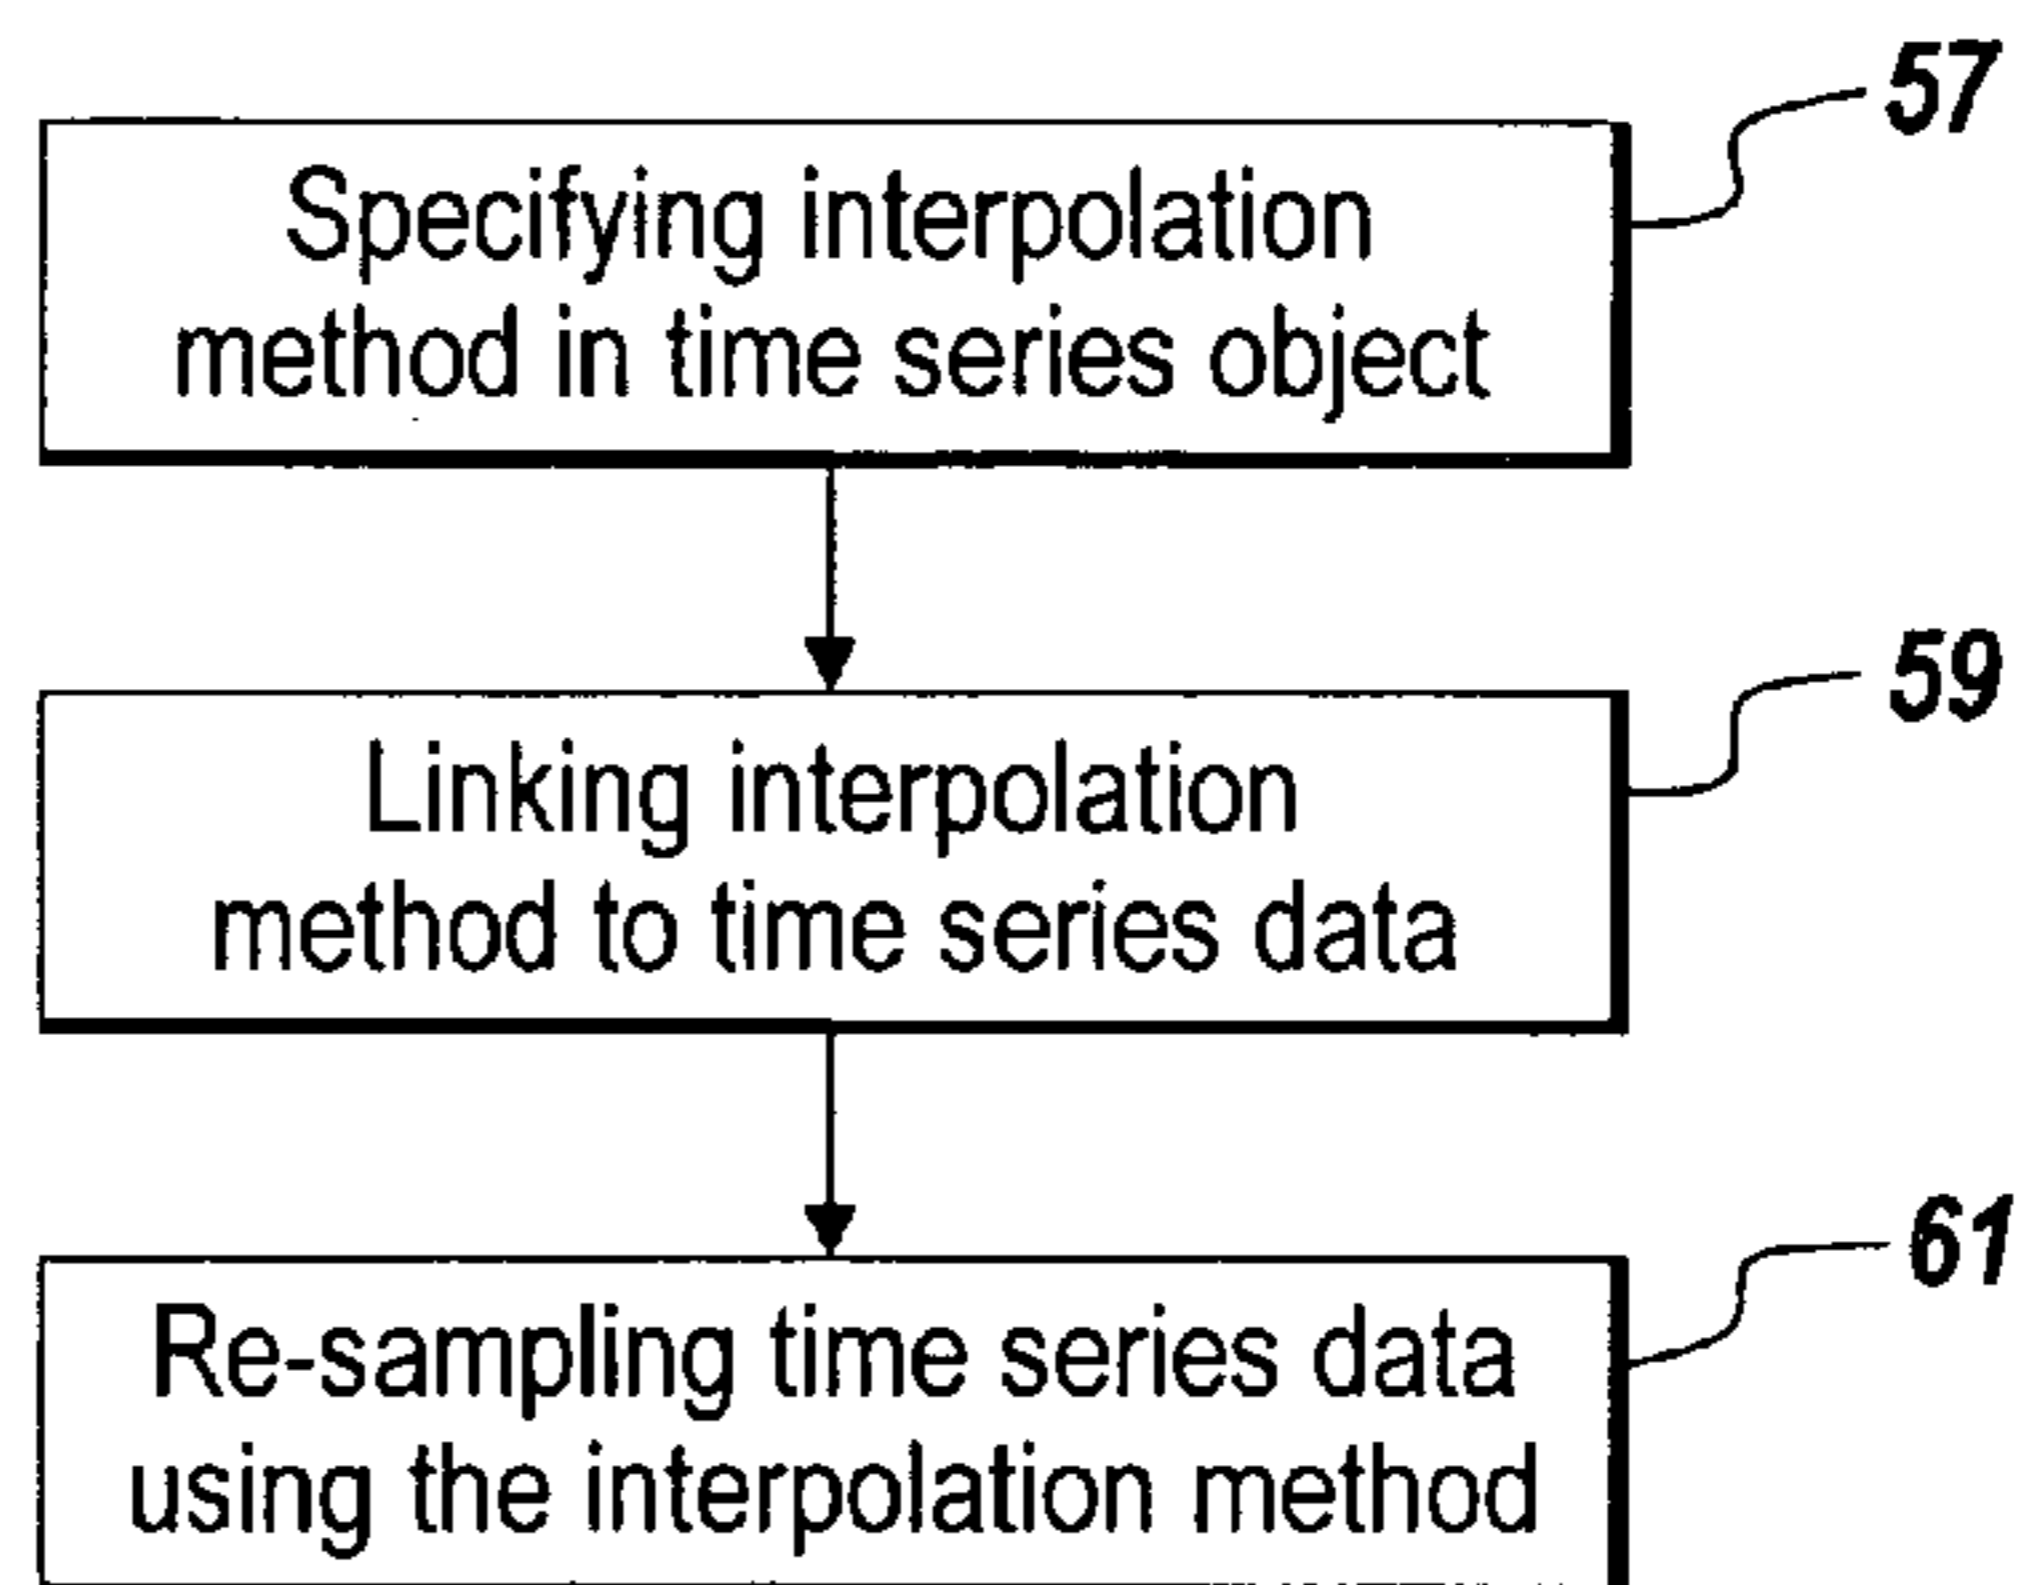 57
Specifying interpolation
method in time series object
59
Linking interpolation
method to time series data
61
Re-sampling time series data
using the interpolation method